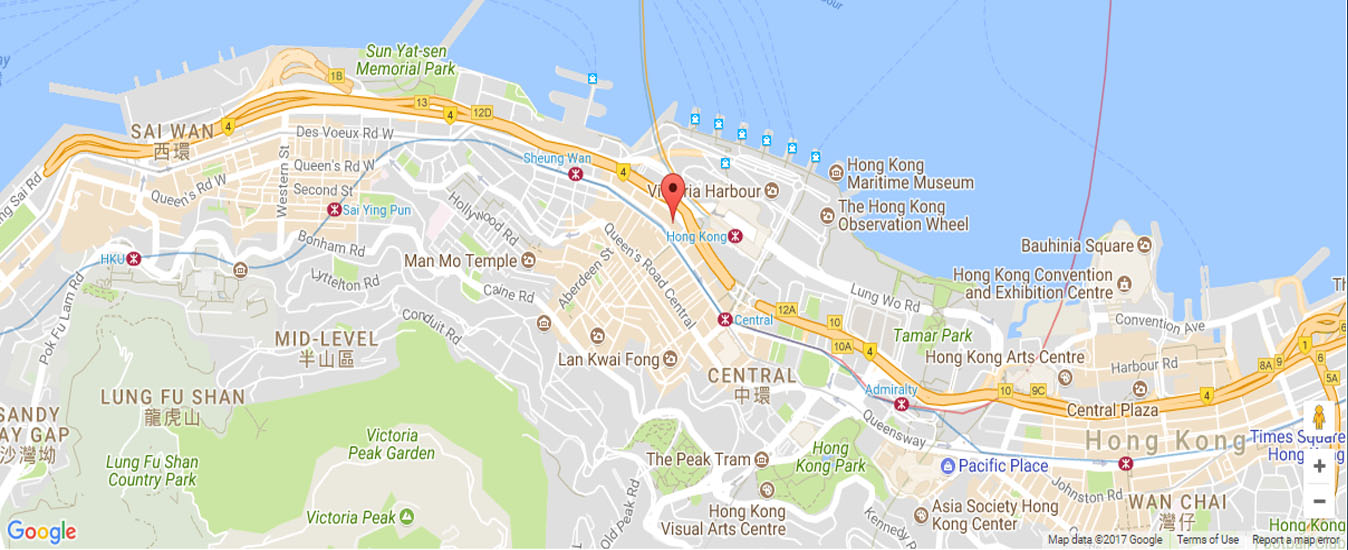 Sun Yat-sen
Memorial Park
1B
13
12D
4
4
SAI WAN
西環
Des Voeux Rd W
Sheung Wan
4
Queen's Rd W
Queen's Rd W
Western St
Second St
Sai Ying Pun
Hollywood Rd
Victoria Harbour
Hong Kong
Maritime Museum
The Hong Kong
Observation Wheel
Hong Kong
Bauhinia Square
Bonham Rd
HKU
Man Mo Temple
Lyttelton Rd
Caine Rd
Aberdeen St
Queen's Road Central
Hong Kong Convention
and Exhibition Centre
Lung Wo Rd
Pok Fu Lam Rd
Conduit Rd
Central
12A
10
10A
4
Tamar Park
Convention Ave
MID-LEVEL
半山區
Lan Kwai Fong
Hong Kong Arts Centre
Harbour Rd
1
6
8A
9
6
5A
CENTRAL
中環
Admiralty
10
9C
4
Central Plaza
LUNG FU SHAN
龍虎山
SANDY
AY GAP
沙灣坳
Queensway
Hong Kong
Times Square
Hong Kong
Victoria
Peak Garden
Lung Fu Shan
Country Park
The Peak Tram
Hong
Kong Park
Pacific Place
Johnston Rd
WAN CHAI
灣仔
Victoria Peak
Old Peak Rd
Hong Kong
Visual Arts Centre
Kennedy R
Asia Society Hong
Kong Center
Hong Kong
Google
Map data ©2017 Google
Terms of Use
Report a map error